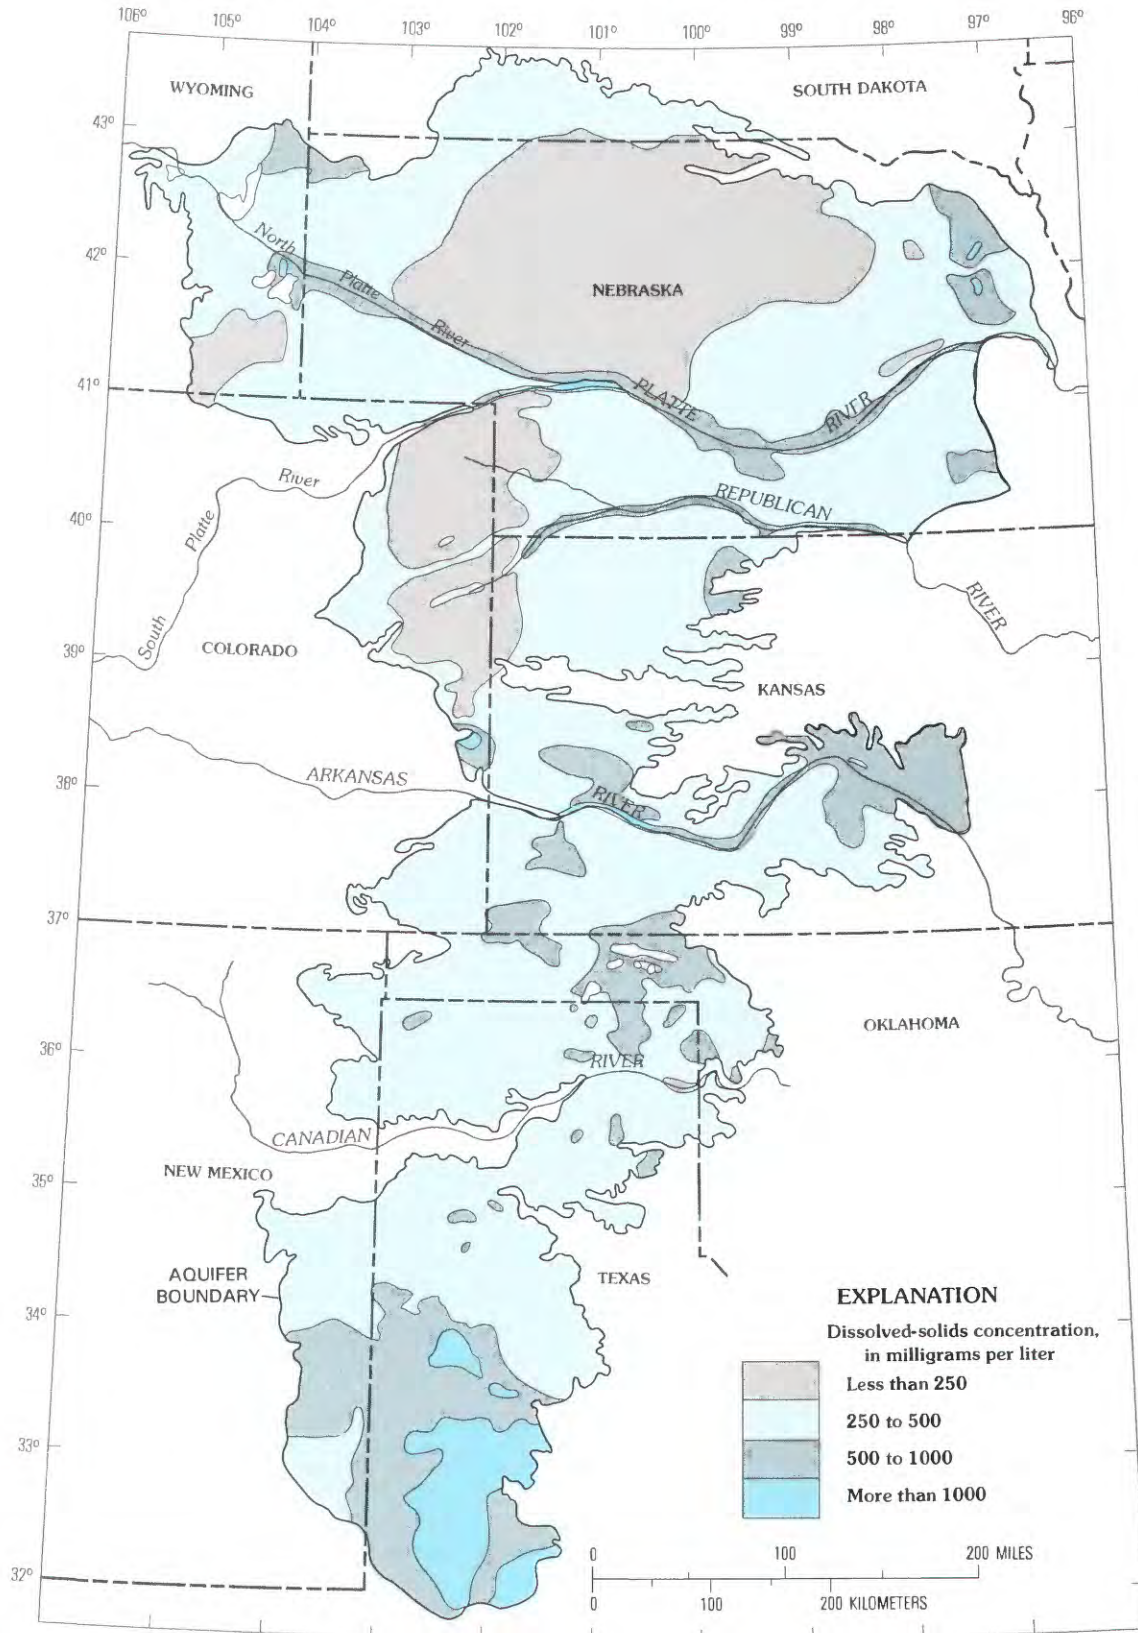 106°
105°
104°
103°
102°
101°
100°
99°
98°
97°
96°
WYOMING
SOUTH DAKOTA
43°
North
Platte
River
42°
NEBRASKA
41°
PLATTE
RIVER
River
Platte
South
REPUBLICAN
RIVER
40°
COLORADO
39°
KANSAS
ARKANSAS
RIVER
38°
37°
OKLAHOMA
36°
RIVER
CANADIAN
NEW MEXICO
35°
TEXAS
AQUIFER
BOUNDARY
34°
33°
32°
EXPLANATION
Dissolved-solids concentration,
in milligrams per liter
Less than 250
250 to 500
500 to 1000
More than 1000
0 100 200 MILES
0 100 200 KILOMETERS